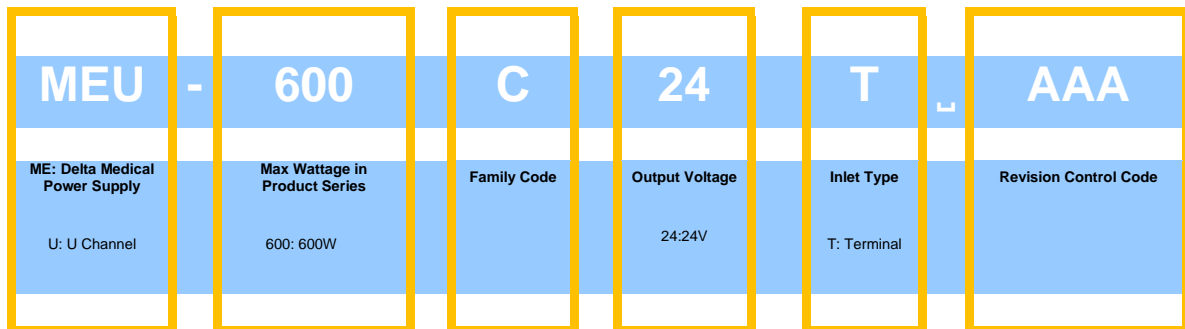 MEU - 600 C 24 T ␣ AAA
ME: Delta Medical
Power Supply
U: U Channel
Max Wattage in
Product Series
600: 600W
Family Code
Output Voltage
24:24V
Inlet Type
T: Terminal
Revision Control Code